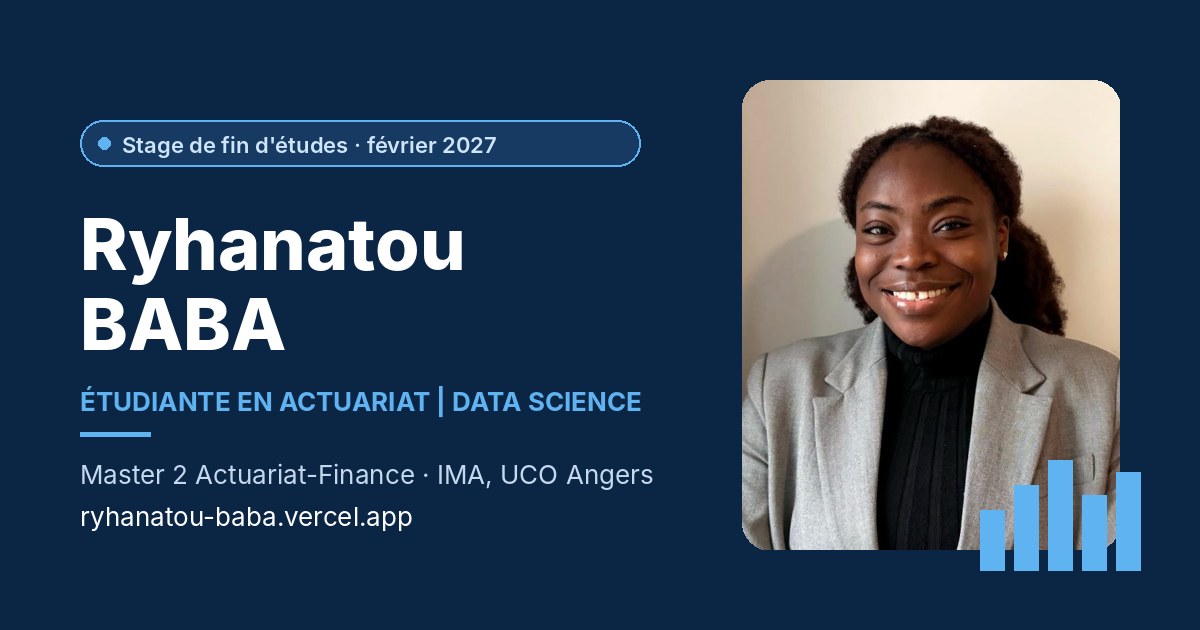 Stage de fin d'études · février 2027
Ryhanatou
BABA
ÉTUDIANTE EN ACTUARIAT | DATA SCIENCE
Master 2 Actuariat-Finance · IMA, UCO Angers
ryhanatou-baba.vercel.app